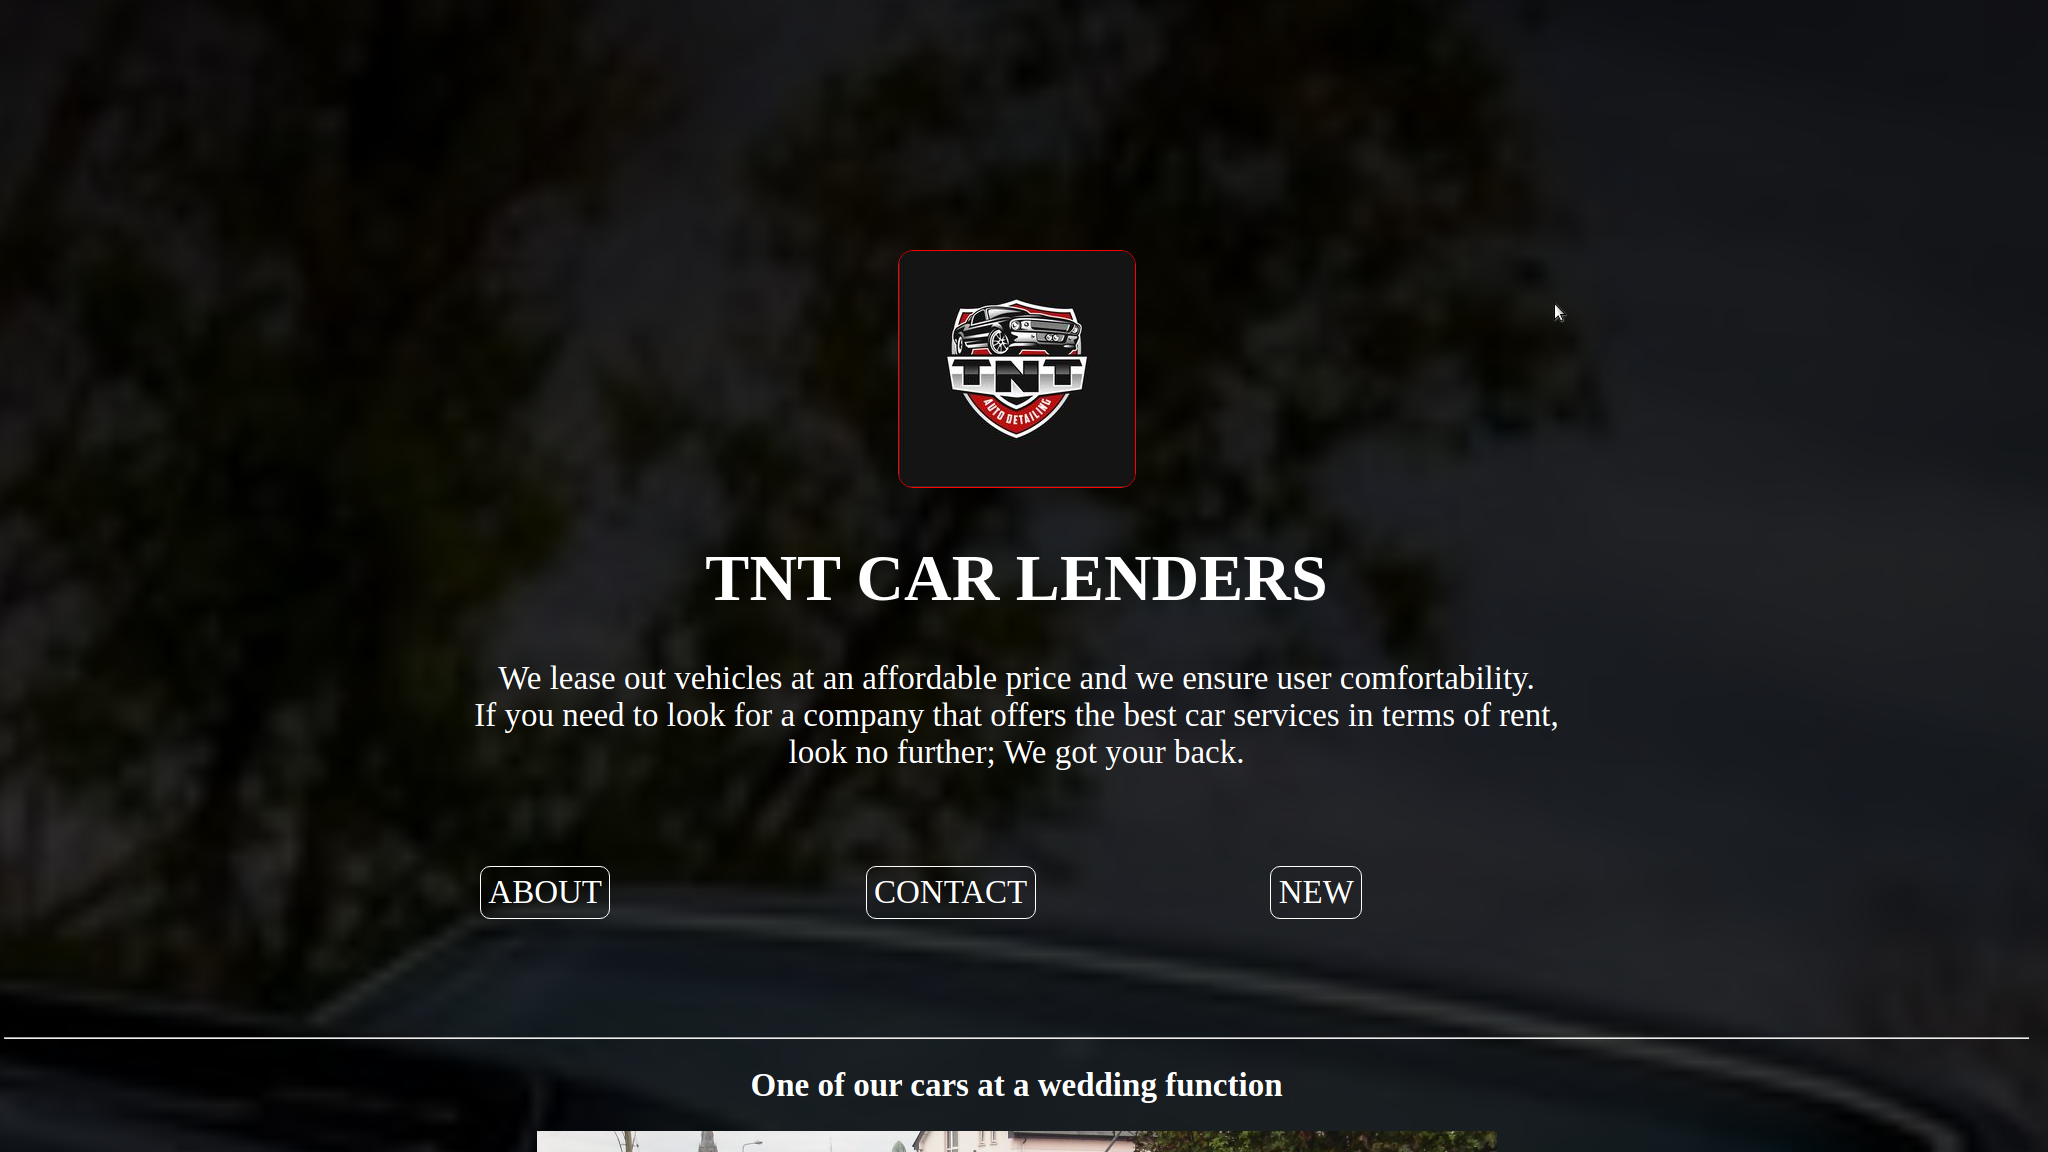 TNT
AUTO DETAILING
TNT CAR LENDERS
We lease out vehicles at an affordable price and we ensure user comfortability.
If you need to look for a company that offers the best car services in terms of rent,
look no further; We got your back.
ABOUT
CONTACT
NEW
One of our cars at a wedding function